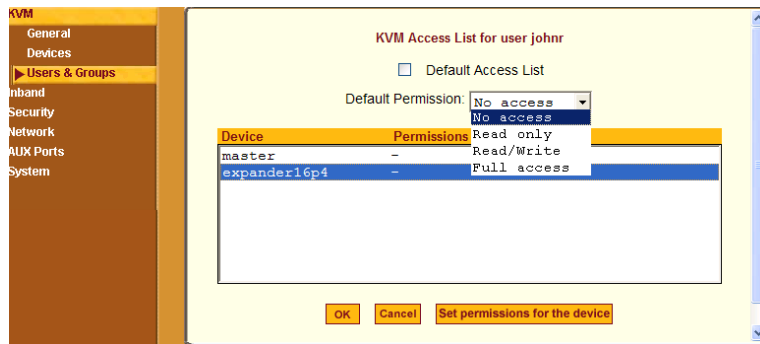 KVM
General
Devices
Users & Groups
Inband
Security
Network
AUX Ports
System
KVM Access List for user johnr
Default Access List
Default Permission: No access
No access
Read only
Read/Write
Full access
Device Permissions
master -
expander16p4 -
OK Cancel Set permissions for the device